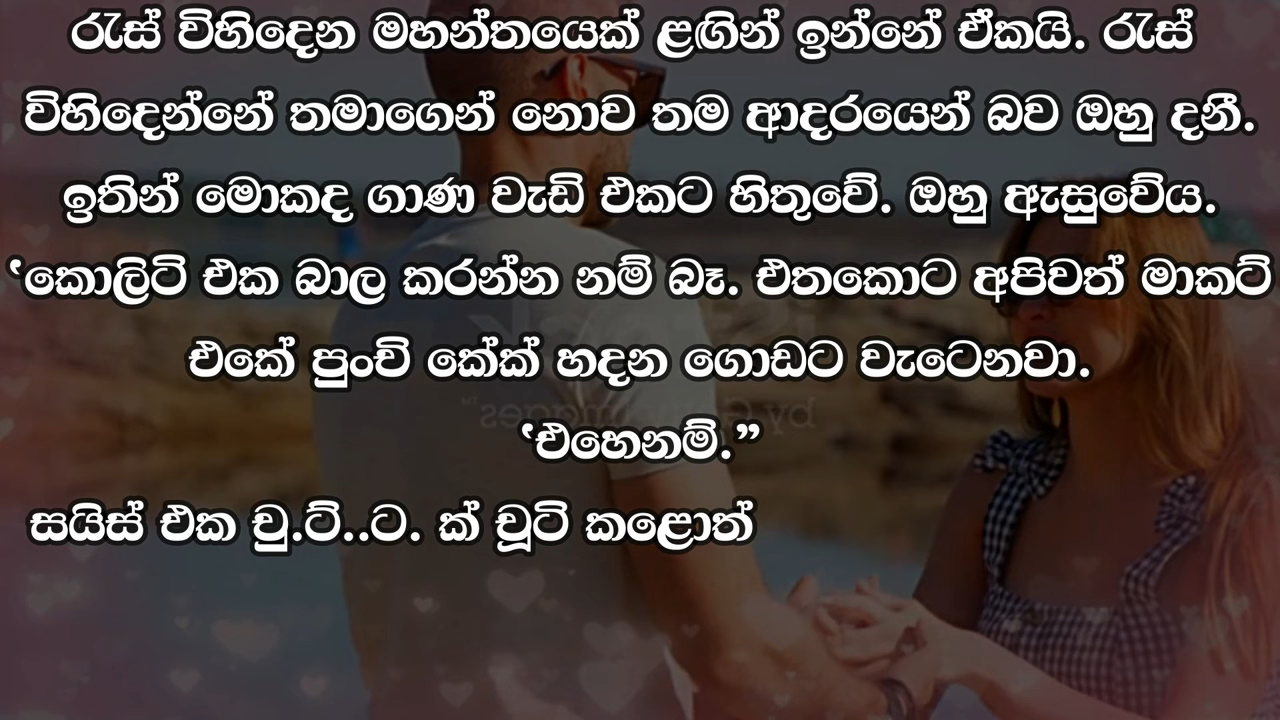 රැස් විහිදෙන මහන්තයෙක් ළඟින් ඉන්නේ ඒකයි. රැස්
විහිදෙන්නේ තමාගෙන් නොව තම ආදරයෙන් බව ඔහු දනී.
ඉතින් මොකද ගාණ වැඩි එකට හිතුවේ. ඔහු ඇසුවේය.
‛කොලිටි එක බාල කරන්න නම් බෑ. එතකොට අපිවත් මාකට්
එකේ පුංචි කේක් හදන ගොඩට වැටෙනවා.
‛එහෙනම්.”
සයිස් එක චු.ට්..ට. ක් චූටි කළොත්